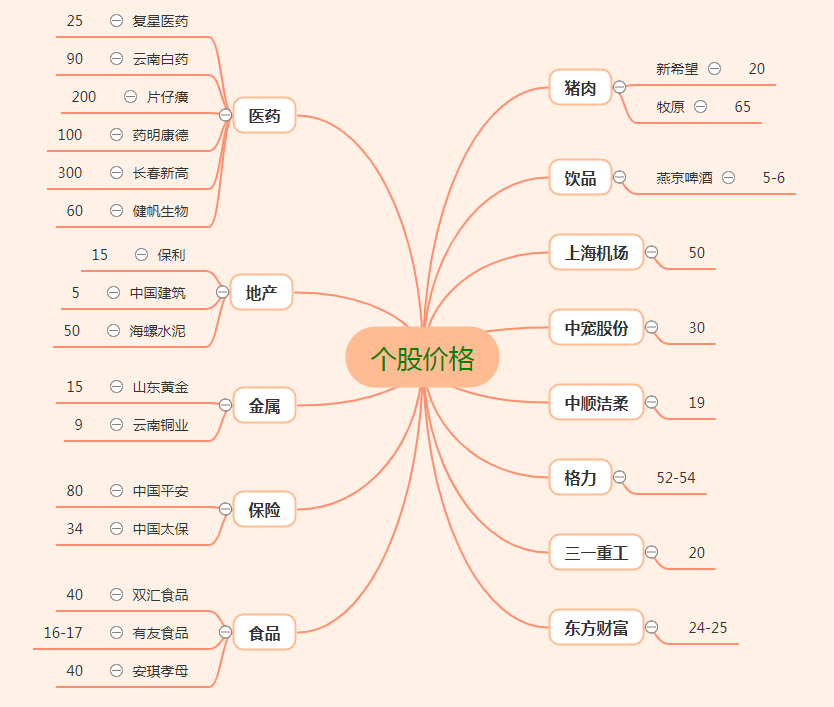 个股价格
医药
25 复星医药
90 云南白药
200 片仔癀
100 药明康德
300 长春新高
60 健帆生物
地产
15 保利
5 中国建筑
50 海螺水泥
金属
15 山东黄金
9 云南铜业
保险
80 中国平安
34 中国太保
食品
40 双汇食品
16-17 有友食品
40 安琪孝母
猪肉
新希望 20
牧原 65
饮品
燕京啤酒 5-6
上海机场 50
中宠股份 30
中顺洁柔 19
格力 52-54
三一重工 20
东方财富 24-25